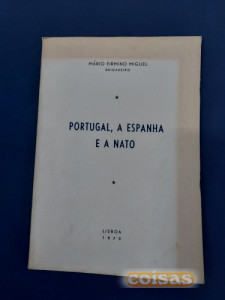 MÁRIO FIRMINO MIGUEL
BRIGADEIRO
PORTUGAL, A ESPANHA
E A NATO
LISBOA
coisas